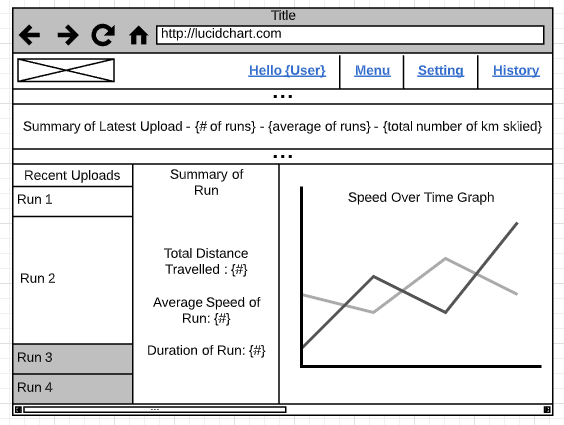 Title
http://lucidchart.com
Hello {User}
Menu
Setting
History
Summary of Latest Upload - {# of runs} - {average of runs} - {total number of km skiied}
Recent Uploads
Run 1
Run 2
Run 3
Run 4
Summary of
Run
Total Distance
Travelled : {#}
Average Speed of
Run: {#}
Duration of Run: {#}
Speed Over Time Graph